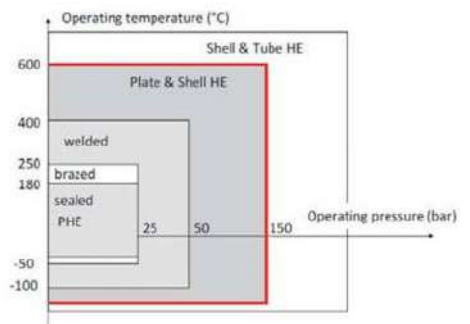 Operating temperature (°C)
Shell & Tube HE
600
Plate & Shell HE
400
welded
250
brazed
180
sealed
PHE
25
50
150
Operating pressure (bar)
-50
-100